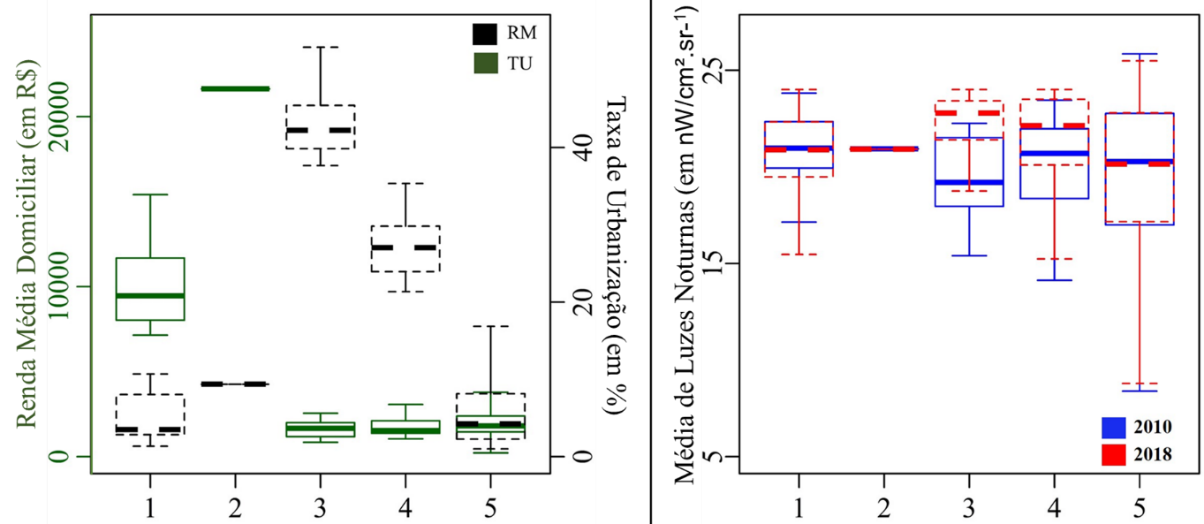 Renda Média Domiciliar (em R$)
0
10000
20000
RM
TU
0
20
40
Taxa de Urbanização (em %)
1 2 3 4 5
Média de Luzes Noturnas (em nW/cm².sr-¹)
5
15
25
2010
2018
1 2 3 4 5